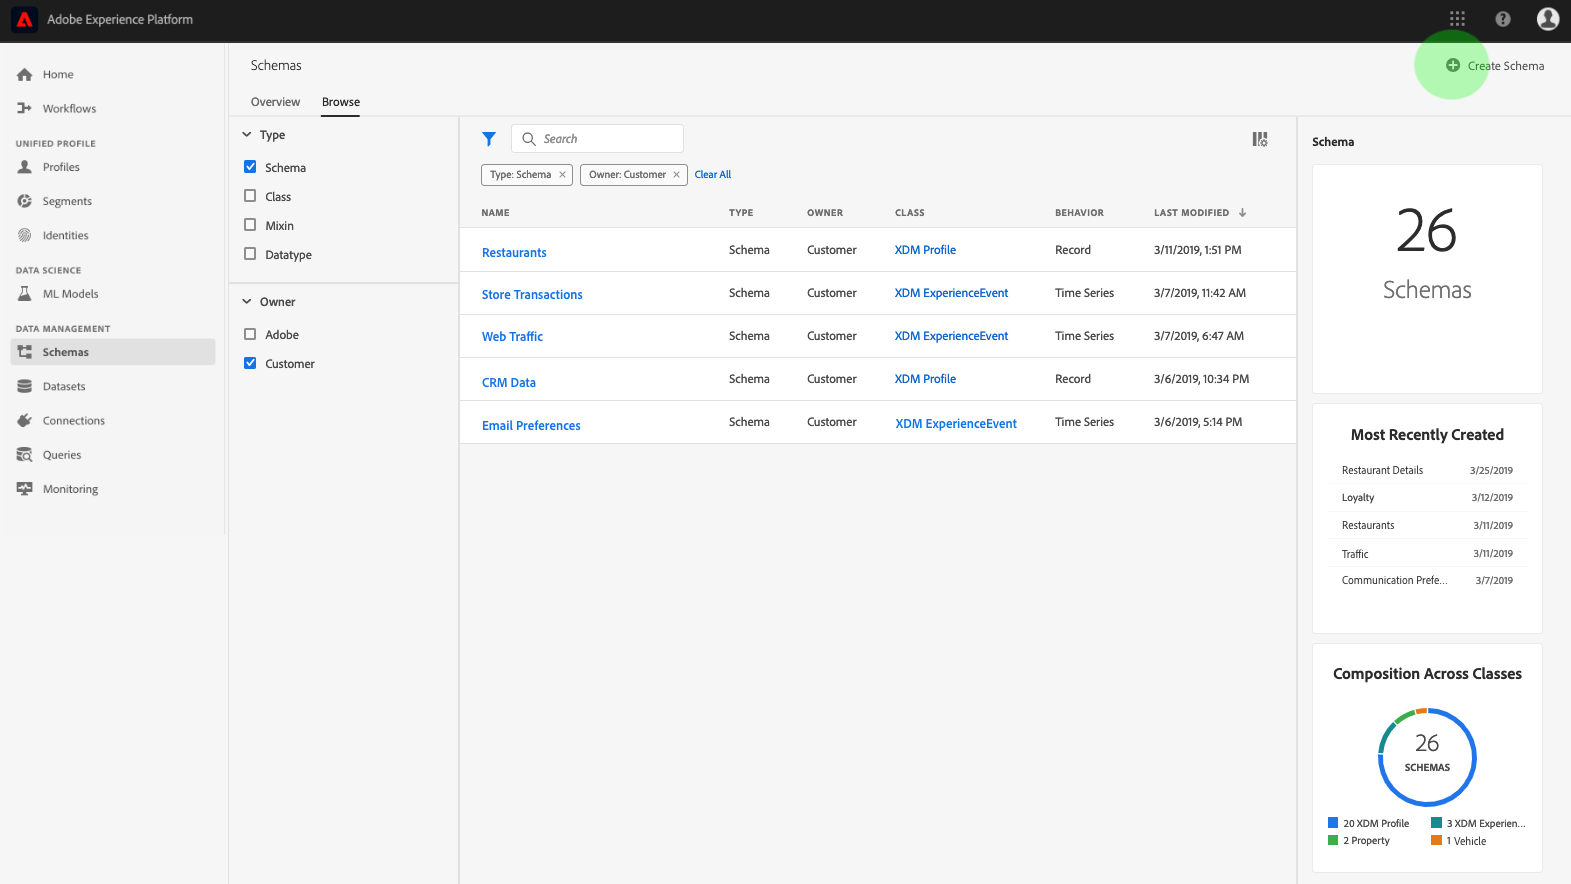 Adobe Experience Platform
Home
Workflows
UNIFIED PROFILE
Profiles
Segments
Identities
DATA SCIENCE
ML Models
DATA MANAGEMENT
Schemas
Datasets
Connections
Queries
Monitoring
Schemas
Create Schema
Overview Browse
Type
Schema
Class
Mixin
Datatype
Owner
Adobe
Customer
Search
Type: Schema × Owner: Customer × Clear All
NAME TYPE OWNER CLASS BEHAVIOR LAST MODIFIED ↓
Restaurants Schema Customer XDM Profile Record 3/11/2019, 1:51 PM
Store Transactions Schema Customer XDM ExperienceEvent Time Series 3/7/2019, 11:42 AM
Web Traffic Schema Customer XDM ExperienceEvent Time Series 3/7/2019, 6:47 AM
CRM Data Schema Customer XDM Profile Record 3/6/2019, 10:34 PM
Email Preferences Schema Customer XDM ExperienceEvent Time Series 3/6/2019, 5:14 PM
Schema
26
Schemas
Most Recently Created
Restaurant Details 3/25/2019
Loyalty 3/12/2019
Restaurants 3/11/2019
Traffic 3/11/2019
Communication Prefe... 3/7/2019
Composition Across Classes
26
SCHEMAS
20 XDM Profile 3 XDM Experien...
2 Property 1 Vehicle